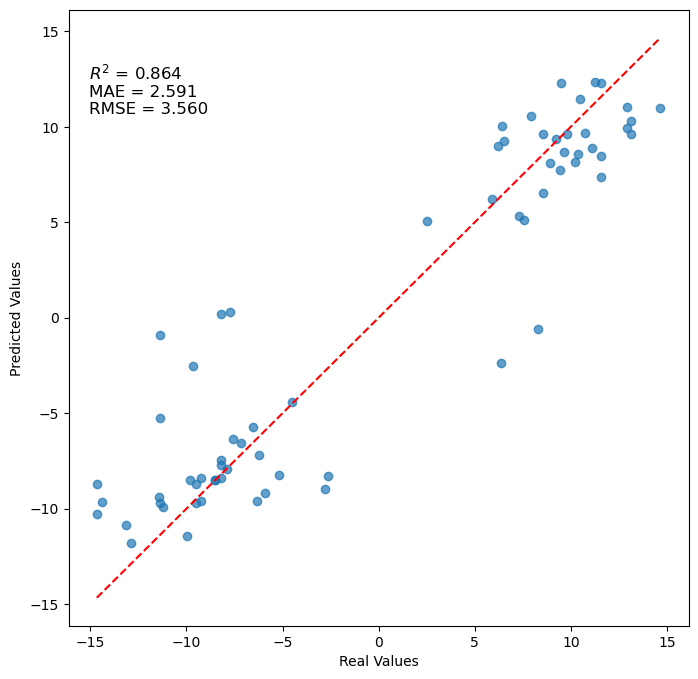 R² = 0.864
MAE = 2.591
RMSE = 3.560
15
10
5
0
−5
−10
−15
Predicted Values
−15 −10 −5 0 5 10 15
Real Values